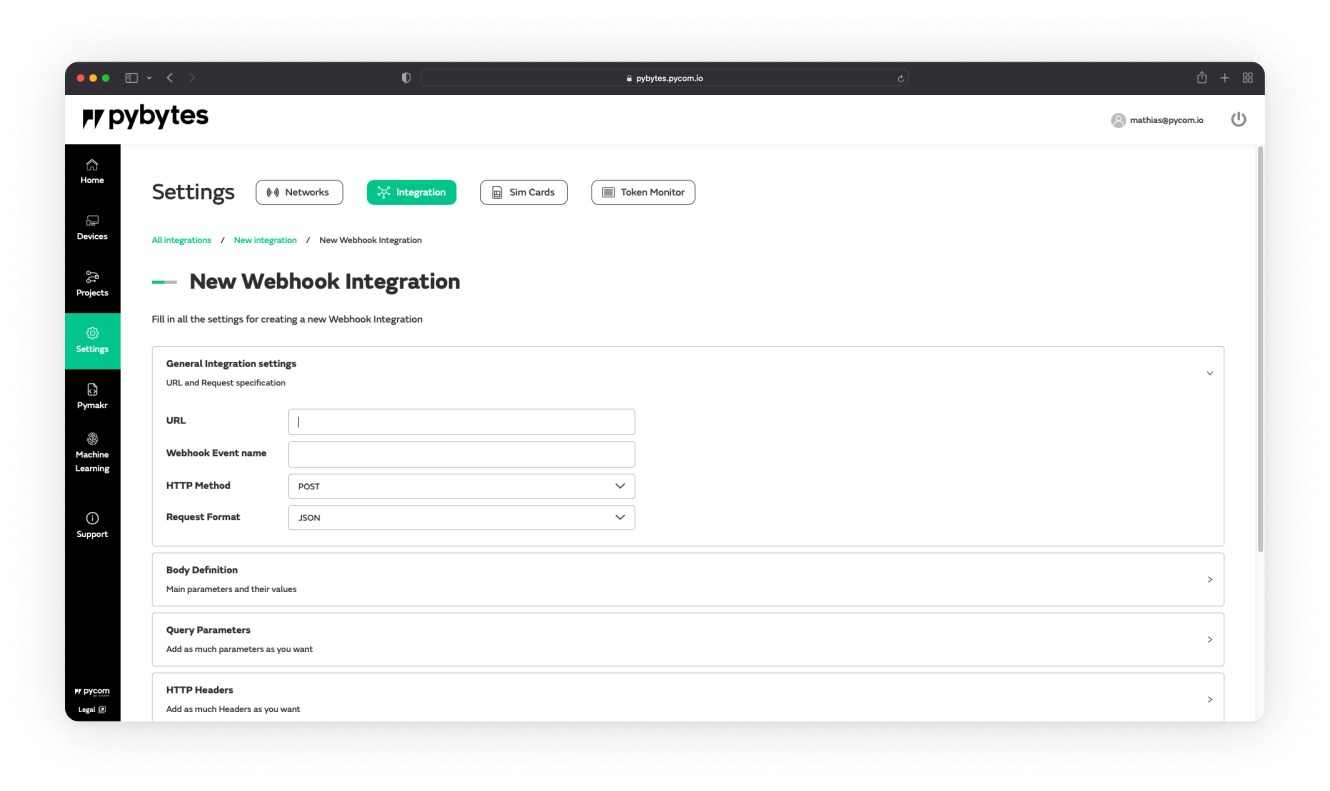 pybytes.pycom.io
pybytes
mathias@pycom.io
Home
Devices
Projects
Settings
Pymakr
Machine
Learning
Support
pycom
Legal
Settings
Networks
Integration
Sim Cards
Token Monitor
All integrations / New integration / New Webhook Integration
New Webhook Integration
Fill in all the settings for creating a new Webhook Integration
General Integration settings
URL and Request specification
URL
Webhook Event name
HTTP Method POST
Request Format JSON
Body Definition
Main parameters and their values
Query Parameters
Add as much parameters as you want
HTTP Headers
Add as much Headers as you want